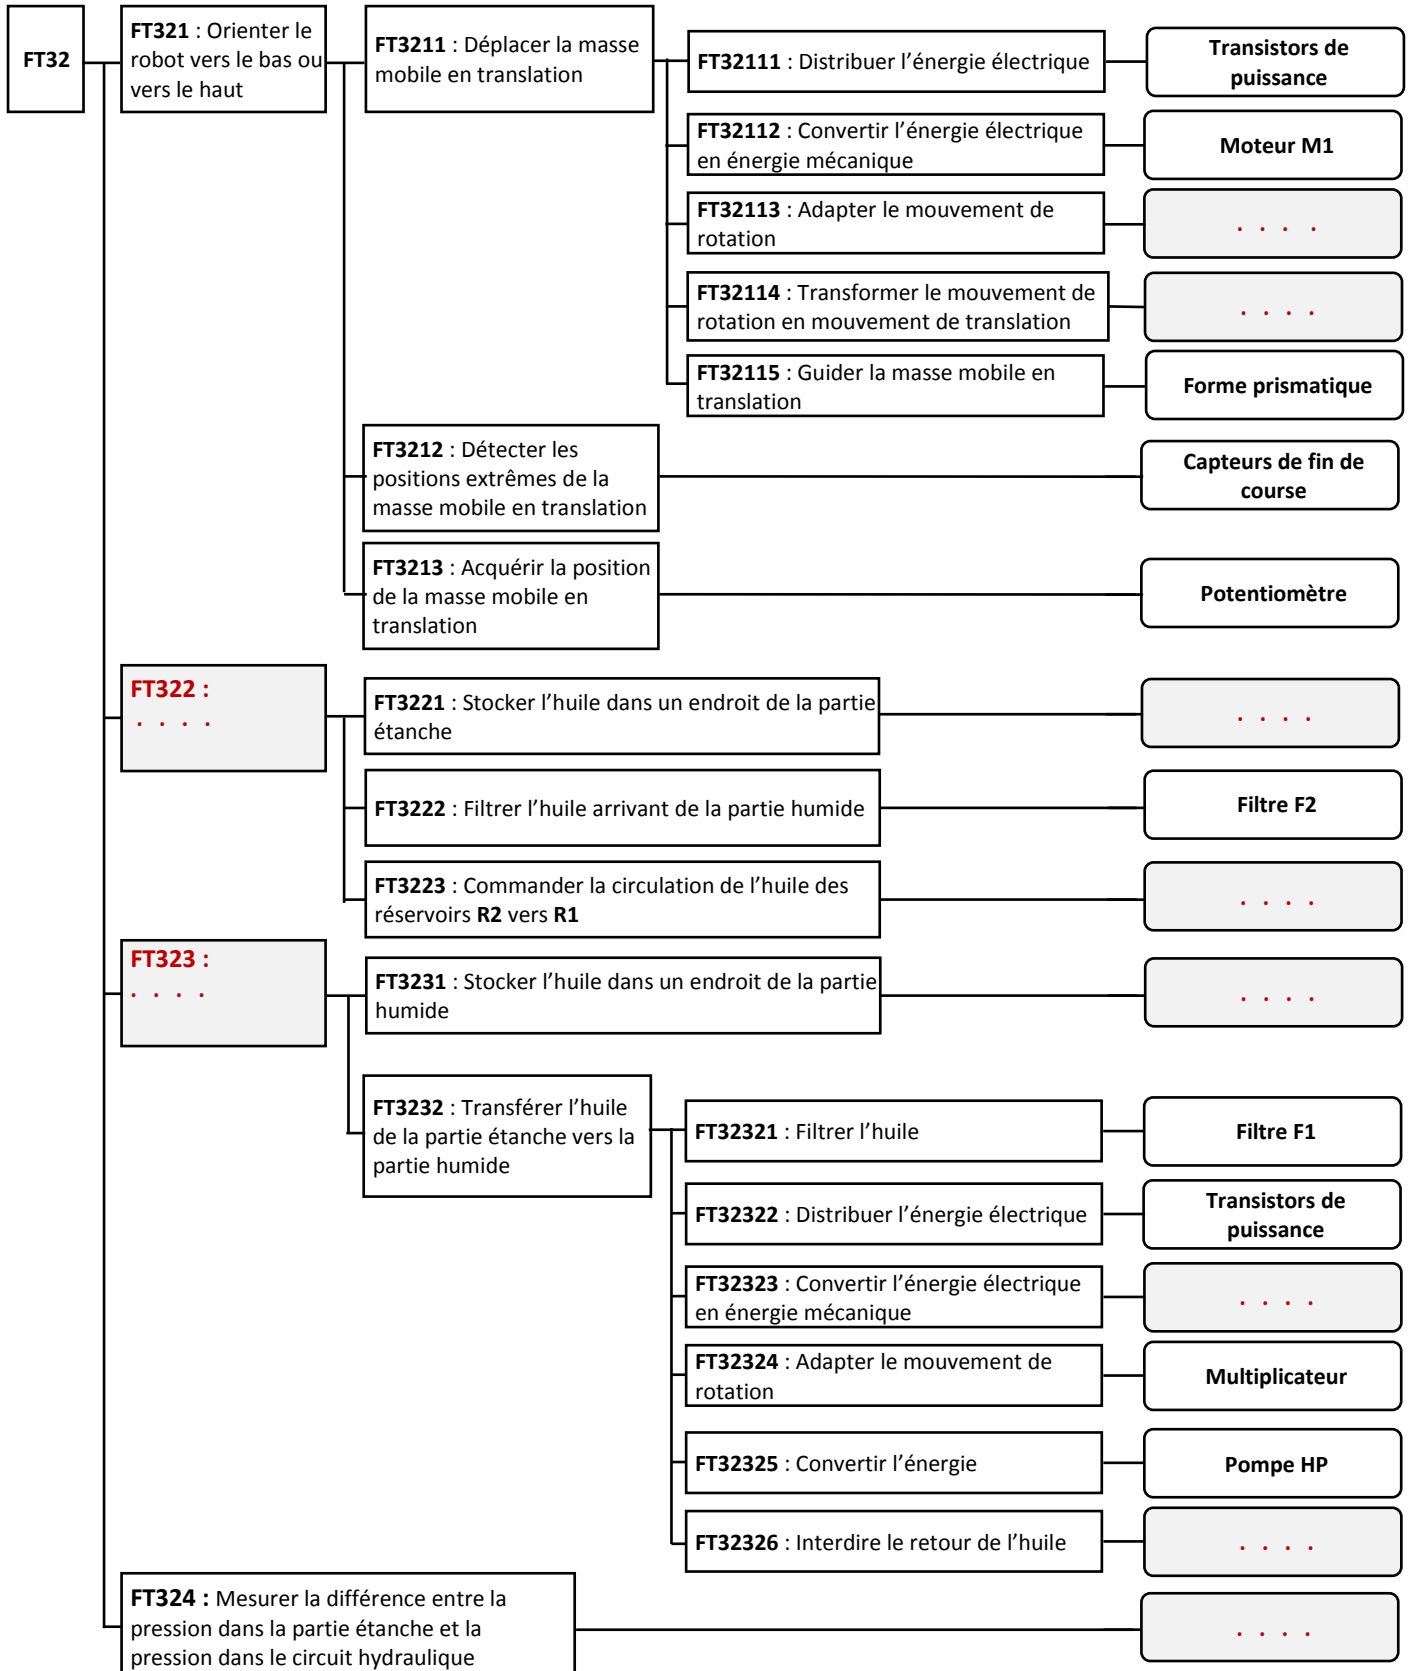 FT32
FT321 : Orienter le
robot vers le bas ou
vers le haut
FT3211 : Déplacer la masse
mobile en translation
FT32111 : Distribuer l’énergie électrique
Transistors de
puissance
FT32112 : Convertir l’énergie électrique
en énergie mécanique
Moteur M1
FT32113 : Adapter le mouvement de
rotation
. . . .
FT32114 : Transformer le mouvement de
rotation en mouvement de translation
. . . .
FT32115 : Guider la masse mobile en
translation
Forme prismatique
FT3212 : Détecter les
positions extrêmes de la
masse mobile en translation
Capteurs de fin de
course
FT3213 : Acquérir la position
de la masse mobile en
translation
Potentiomètre
FT322 :
. . . .
FT3221 : Stocker l’huile dans un endroit de la partie
étanche
. . . .
FT3222 : Filtrer l’huile arrivant de la partie humide
Filtre F2
FT3223 : Commander la circulation de l’huile des
réservoirs R2 vers R1
. . . .
FT323 :
. . . .
FT3231 : Stocker l’huile dans un endroit de la partie
humide
. . . .
FT3232 : Transférer l’huile
de la partie étanche vers la
partie humide
FT32321 : Filtrer l’huile
Filtre F1
FT32322 : Distribuer l’énergie électrique
Transistors de
puissance
FT32323 : Convertir l’énergie électrique
en énergie mécanique
. . . .
FT32324 : Adapter le mouvement de
rotation
Multiplicateur
FT32325 : Convertir l’énergie
Pompe HP
FT32326 : Interdire le retour de l’huile
. . . .
FT324 : Mesurer la différence entre la
pression dans la partie étanche et la
pression dans le circuit hydraulique
. . . .